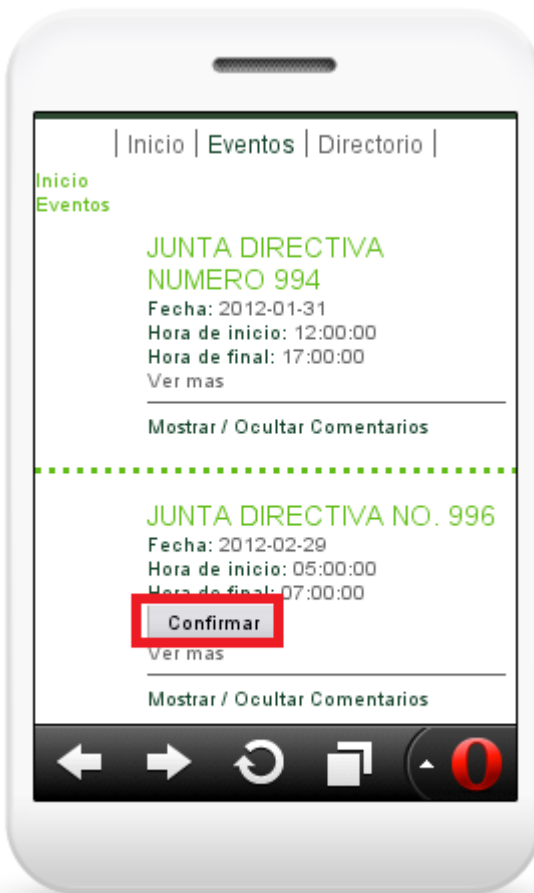 | Inicio | Eventos | Directorio |
Inicio
Eventos
JUNTA DIRECTIVA
NUMERO 994
Fecha: 2012-01-31
Hora de inicio: 12:00:00
Hora de final: 17:00:00
Ver mas
Mostrar / Ocultar Comentarios
JUNTA DIRECTIVA NO. 996
Fecha: 2012-02-29
Hora de inicio: 05:00:00
Hora de final: 07:00:00
Confirmar
Ver mas
Mostrar / Ocultar Comentarios